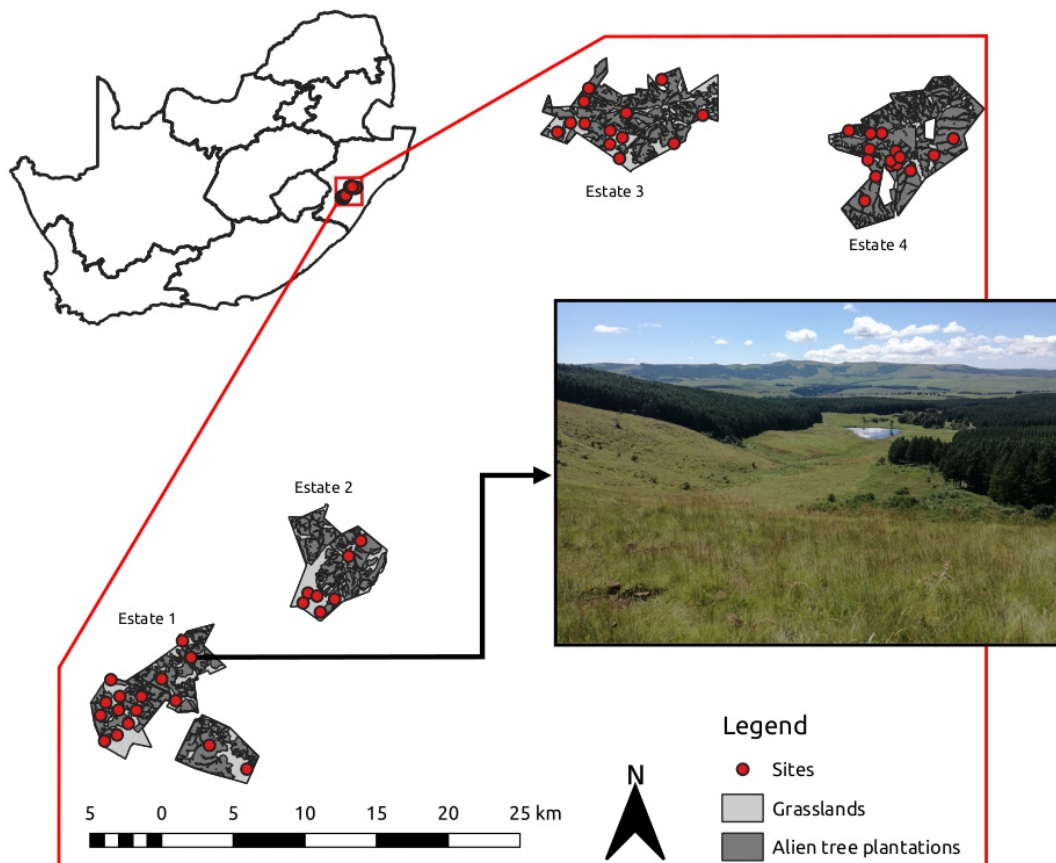 Estate 3
Estate 4
Estate 2
Estate 1
Legend
N
Sites
Grasslands
5 0 5 10 15 20 25 km
Alien tree plantations